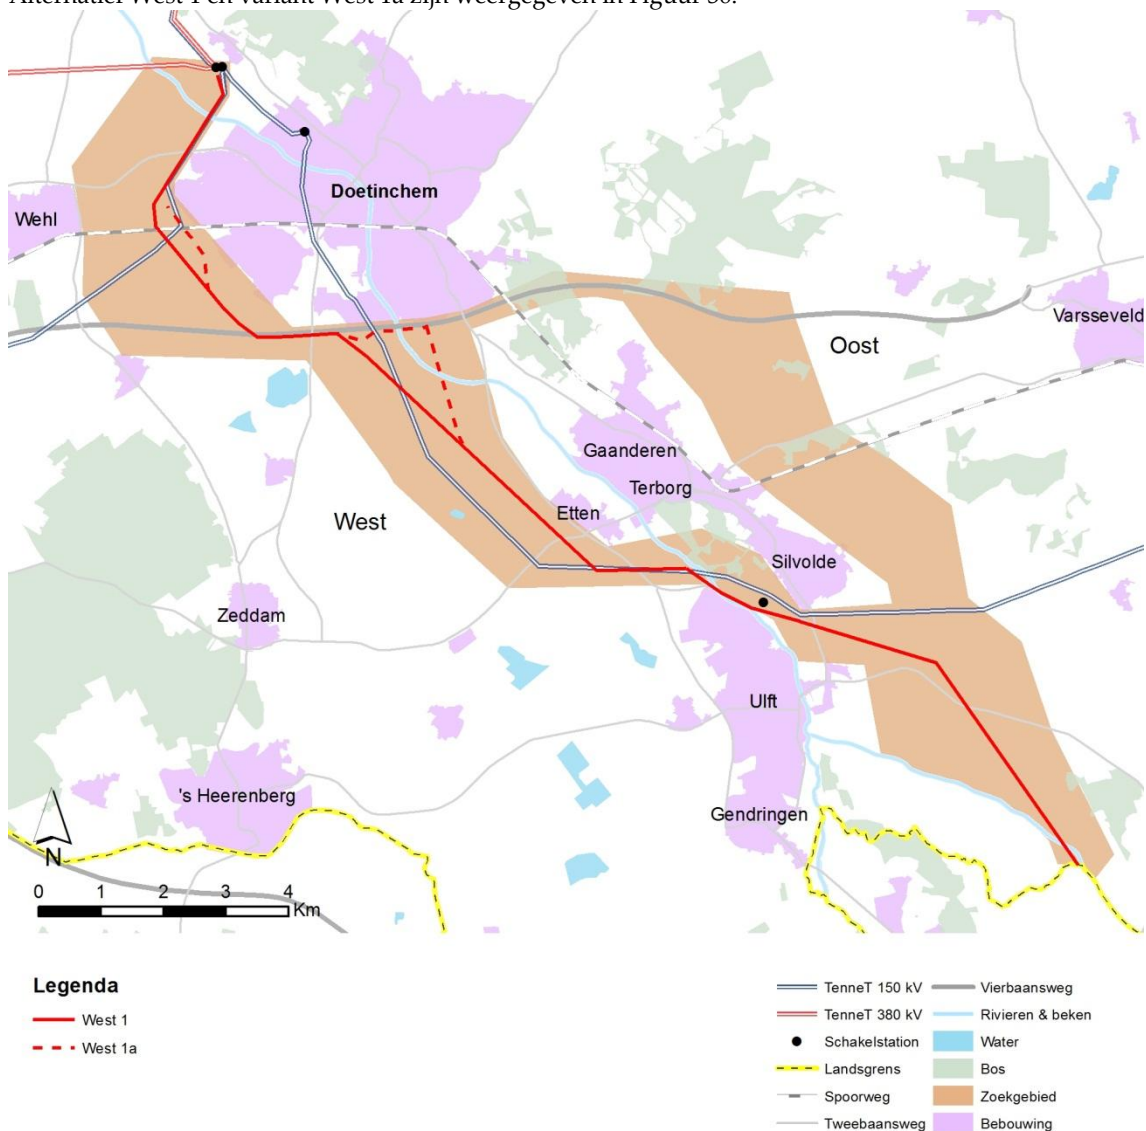 Alternatief West 1 en variant West 1a zijn weergegeven in Figuur 30.
Doetinchem
Wehl
Varsseveld
Oost
Gaanderen
Terborg
Etten
West
Silvolde
Zeddam
Ulft
's Heerenberg
Gendringen
N
0 1 2 3 4
Km
Legenda
West 1
West 1a
TenneT 150 kV
TenneT 380 kV
Schakelstation
Landsgrens
Spoorweg
Tweebaansweg
Vierbaansweg
Rivieren & beken
Water
Bos
Zoekgebied
Bebouwing